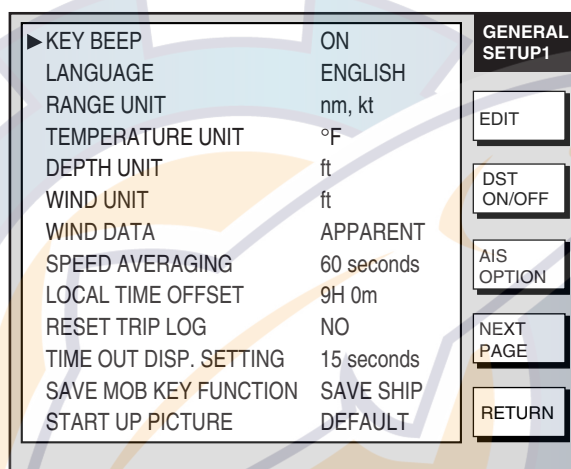 GENERAL
SETUP1
▶KEY BEEP ON
LANGUAGE ENGLISH
RANGE UNIT nm, kt
TEMPERATURE UNIT °F
DEPTH UNIT ft
WIND UNIT ft
WIND DATA APPARENT
SPEED AVERAGING 60 seconds
LOCAL TIME OFFSET 9H 0m
RESET TRIP LOG NO
TIME OUT DISP. SETTING 15 seconds
SAVE MOB KEY FUNCTION SAVE SHIP
START UP PICTURE DEFAULT
EDIT
DST
ON/OFF
AIS
OPTION
NEXT
PAGE
RETURN